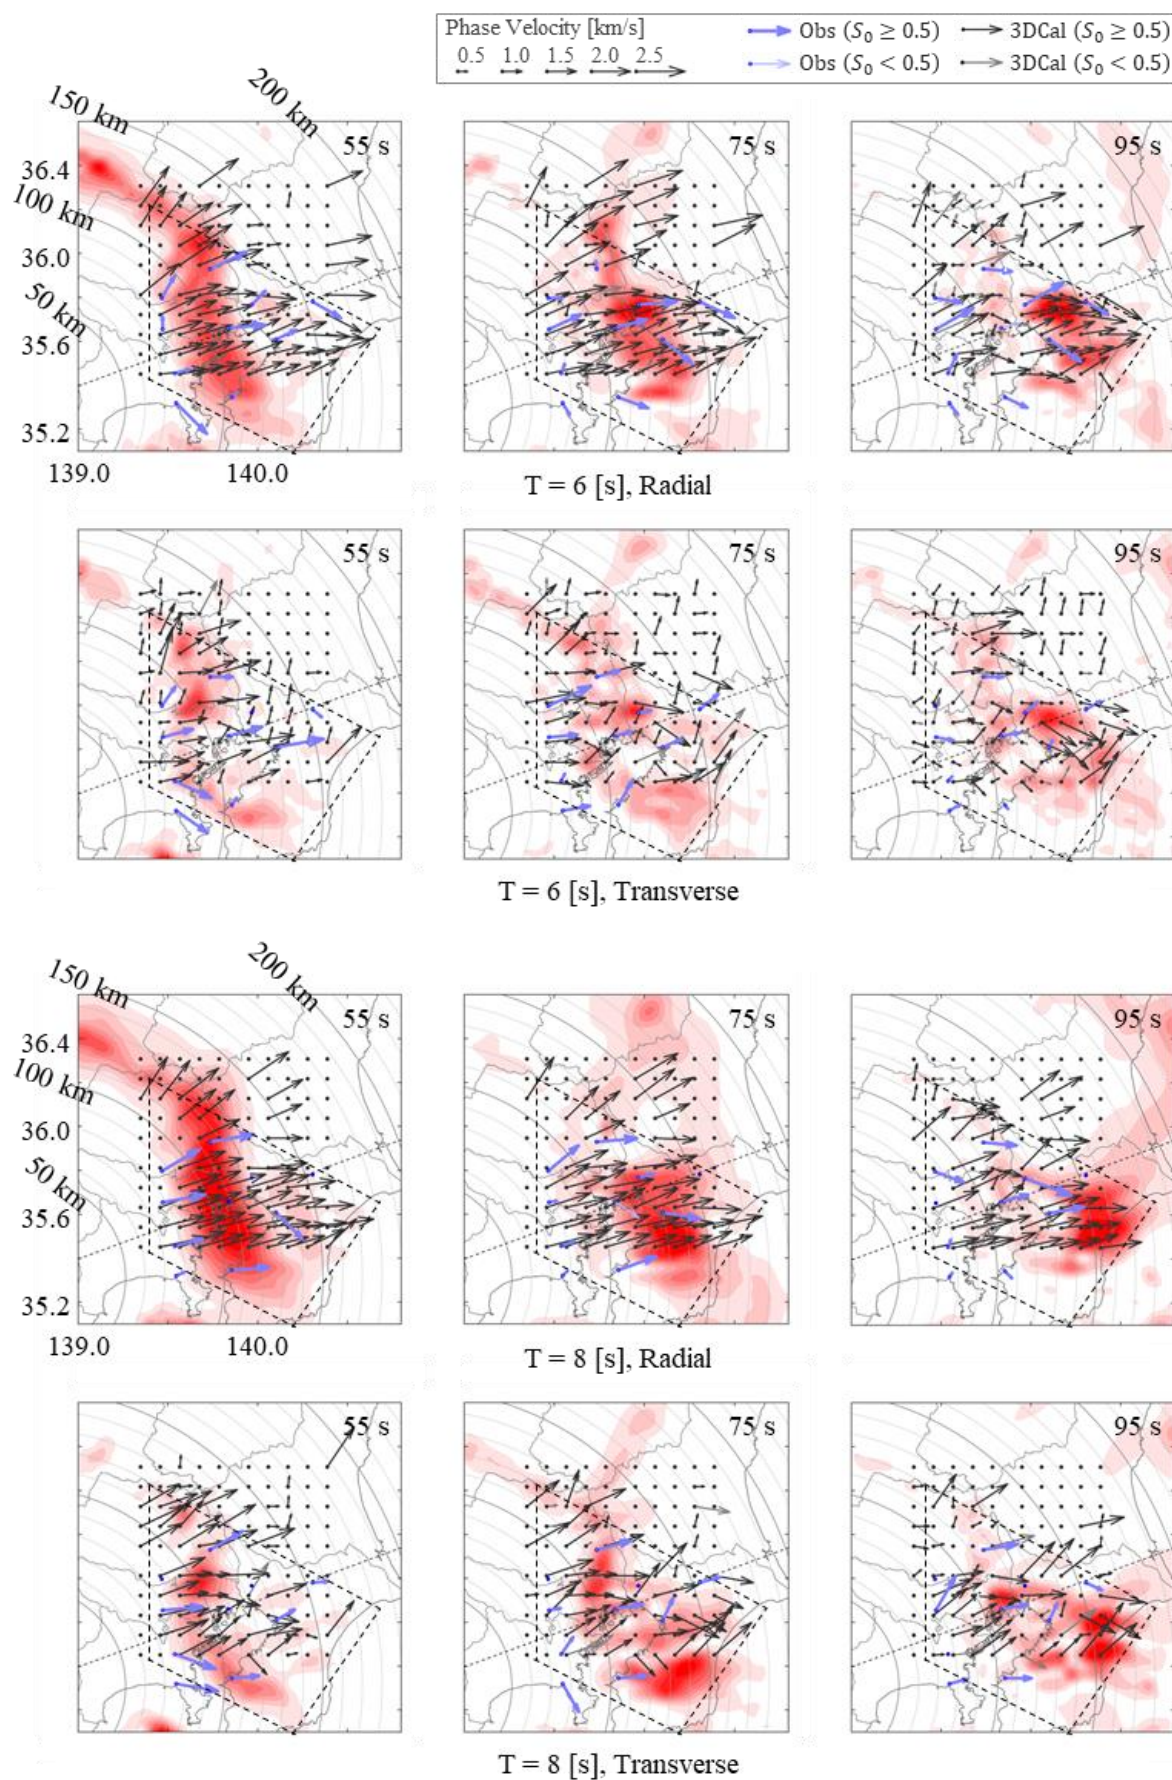 Phase Velocity [km/s]
0.5 1.0 1.5 2.0 2.5
Obs (S₀ ≥ 0.5) 3DCal (S₀ ≥ 0.5)
Obs (S₀ < 0.5) 3DCal (S₀ < 0.5)
150 km 200 km
55 s 75 s 95 s
36.4
100 km
36.0
50 km
35.6
35.2
139.0 140.0
T = 6 [s], Radial
55 s 75 s 95 s
T = 6 [s], Transverse
150 km 200 km
55 s 75 s 95 s
36.4
100 km
36.0
50 km
35.6
35.2
139.0 140.0
T = 8 [s], Radial
55 s 75 s 95 s
T = 8 [s], Transverse